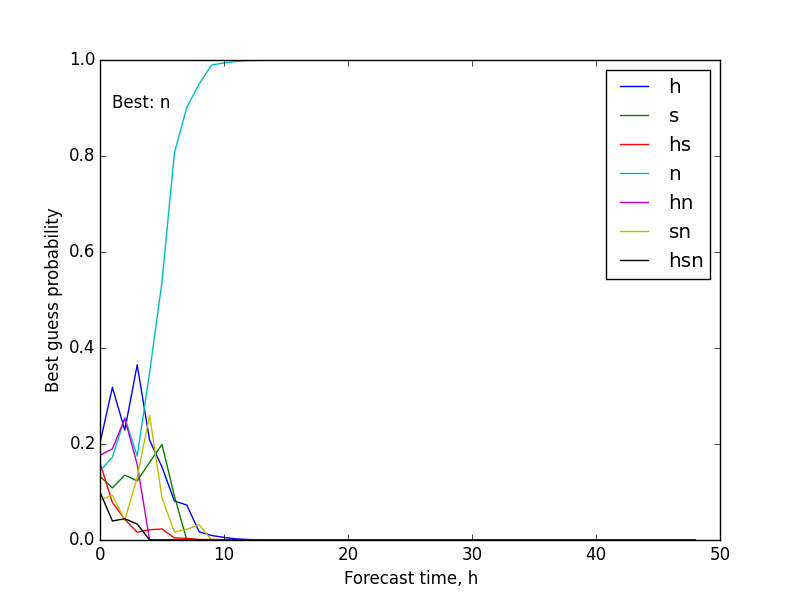 1.0
0.8
0.6
0.4
0.2
0.0
Best guess probability
Best: n
h
s
hs
n
hn
sn
hsn
0 10 20 30 40 50
Forecast time, h